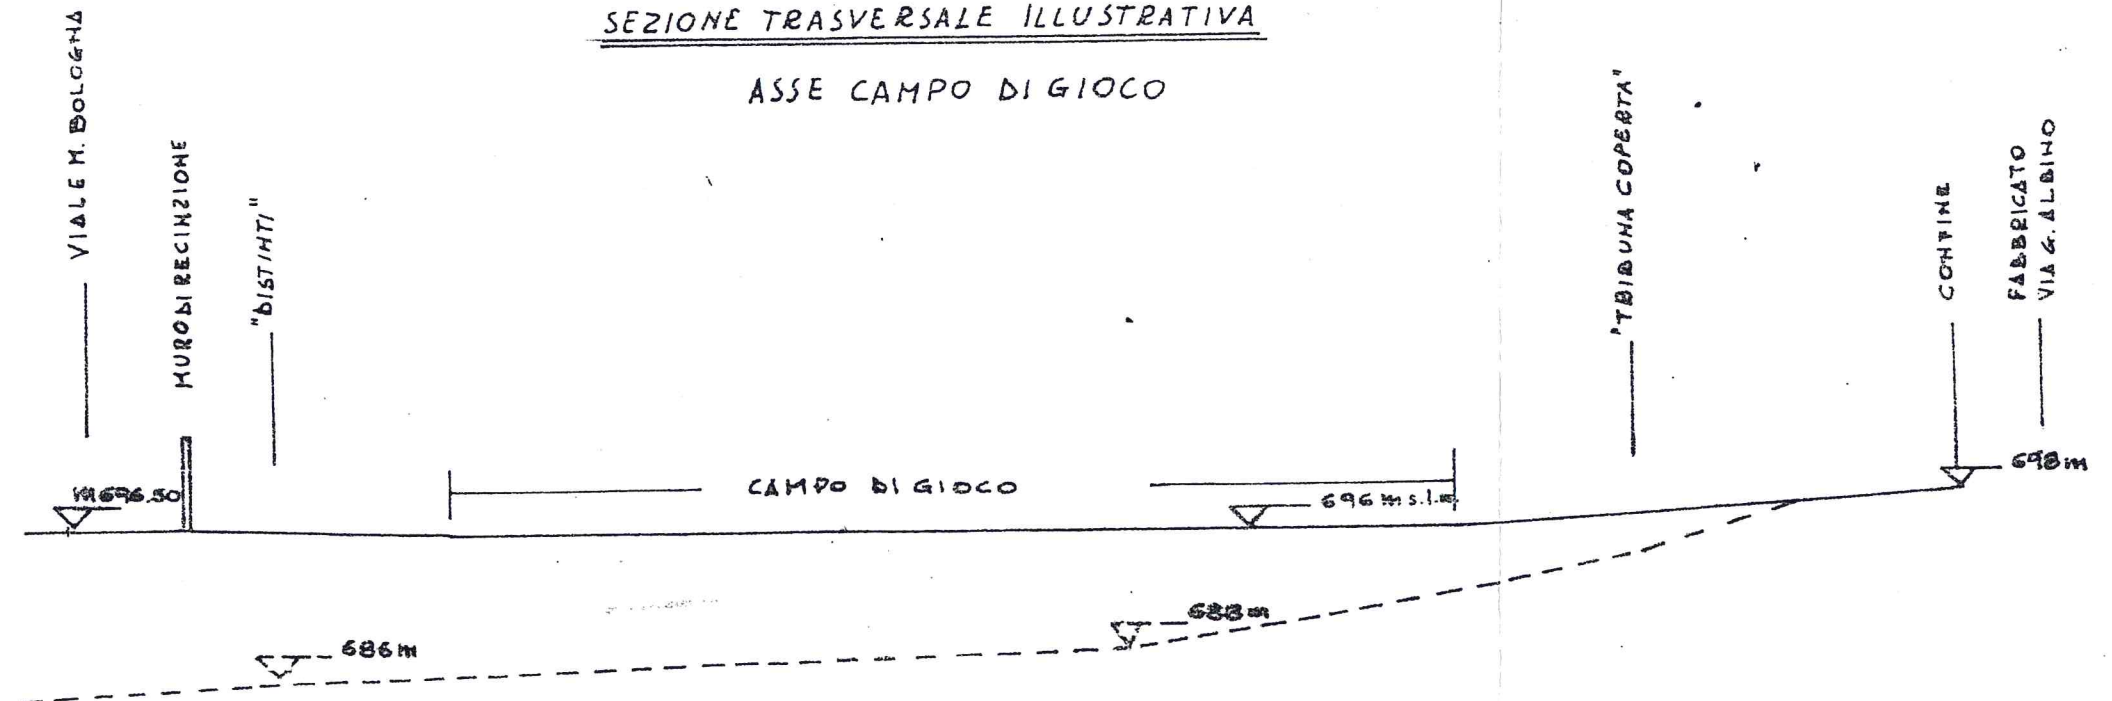 SEZIONE TRASVERSALE ILLUSTRATIVA
ASSE CAMPO DI GIOCO
VIALE M. BOLOGNA
MURO DI RECINZIONE
"DISTINTI"
"TRIBUNA COPERTA"
CONFINE
FABBRICATO
VIA G. ALBINO
m 696.50
CAMPO DI GIOCO
696 m s.l.m.
698 m
686 m
688 m